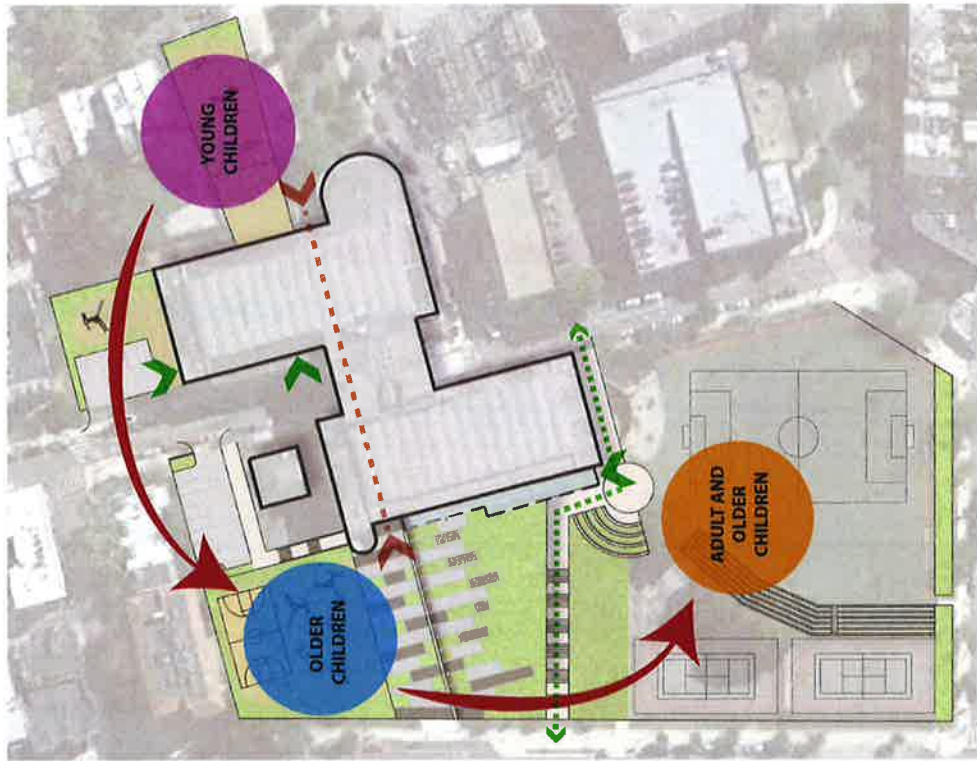 YOUNG
CHILDREN
OLDER
CHILDREN
ADULT AND
OLDER
CHILDREN